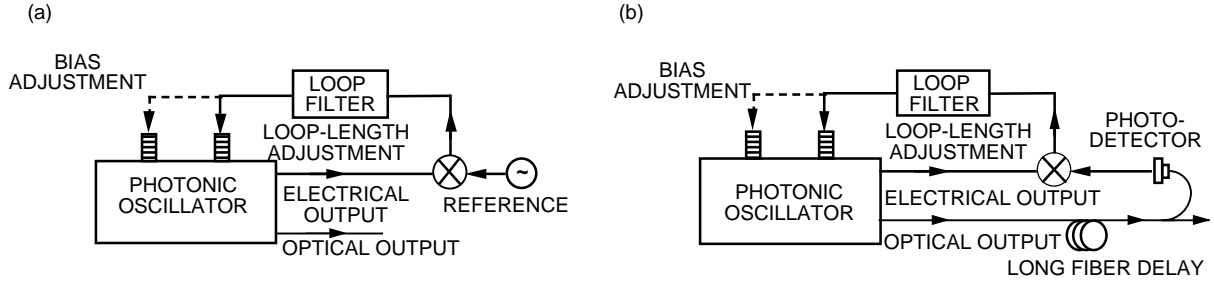 (a)
BIAS
ADJUSTMENT
LOOP
FILTER
LOOP-LENGTH
ADJUSTMENT
PHOTONIC
OSCILLATOR
ELECTRICAL
OUTPUT
~
REFERENCE
OPTICAL OUTPUT
(b)
BIAS
ADJUSTMENT
LOOP
FILTER
LOOP-LENGTH
ADJUSTMENT
PHOTO-
DETECTOR
PHOTONIC
OSCILLATOR
ELECTRICAL OUTPUT
OPTICAL OUTPUT
LONG FIBER DELAY